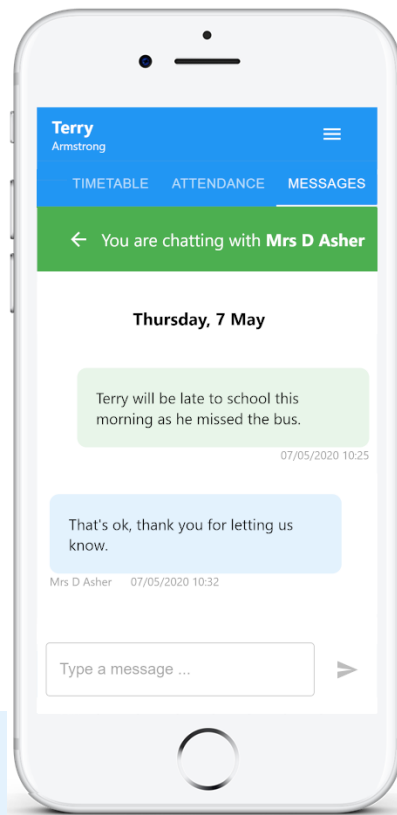 Terry
Armstrong
TIMETABLE ATTENDANCE MESSAGES
You are chatting with Mrs D Asher
Thursday, 7 May
Terry will be late to school this
morning as he missed the bus.
07/05/2020 10:25
That's ok, thank you for letting us
know.
Mrs D Asher 07/05/2020 10:32
Type a message ...